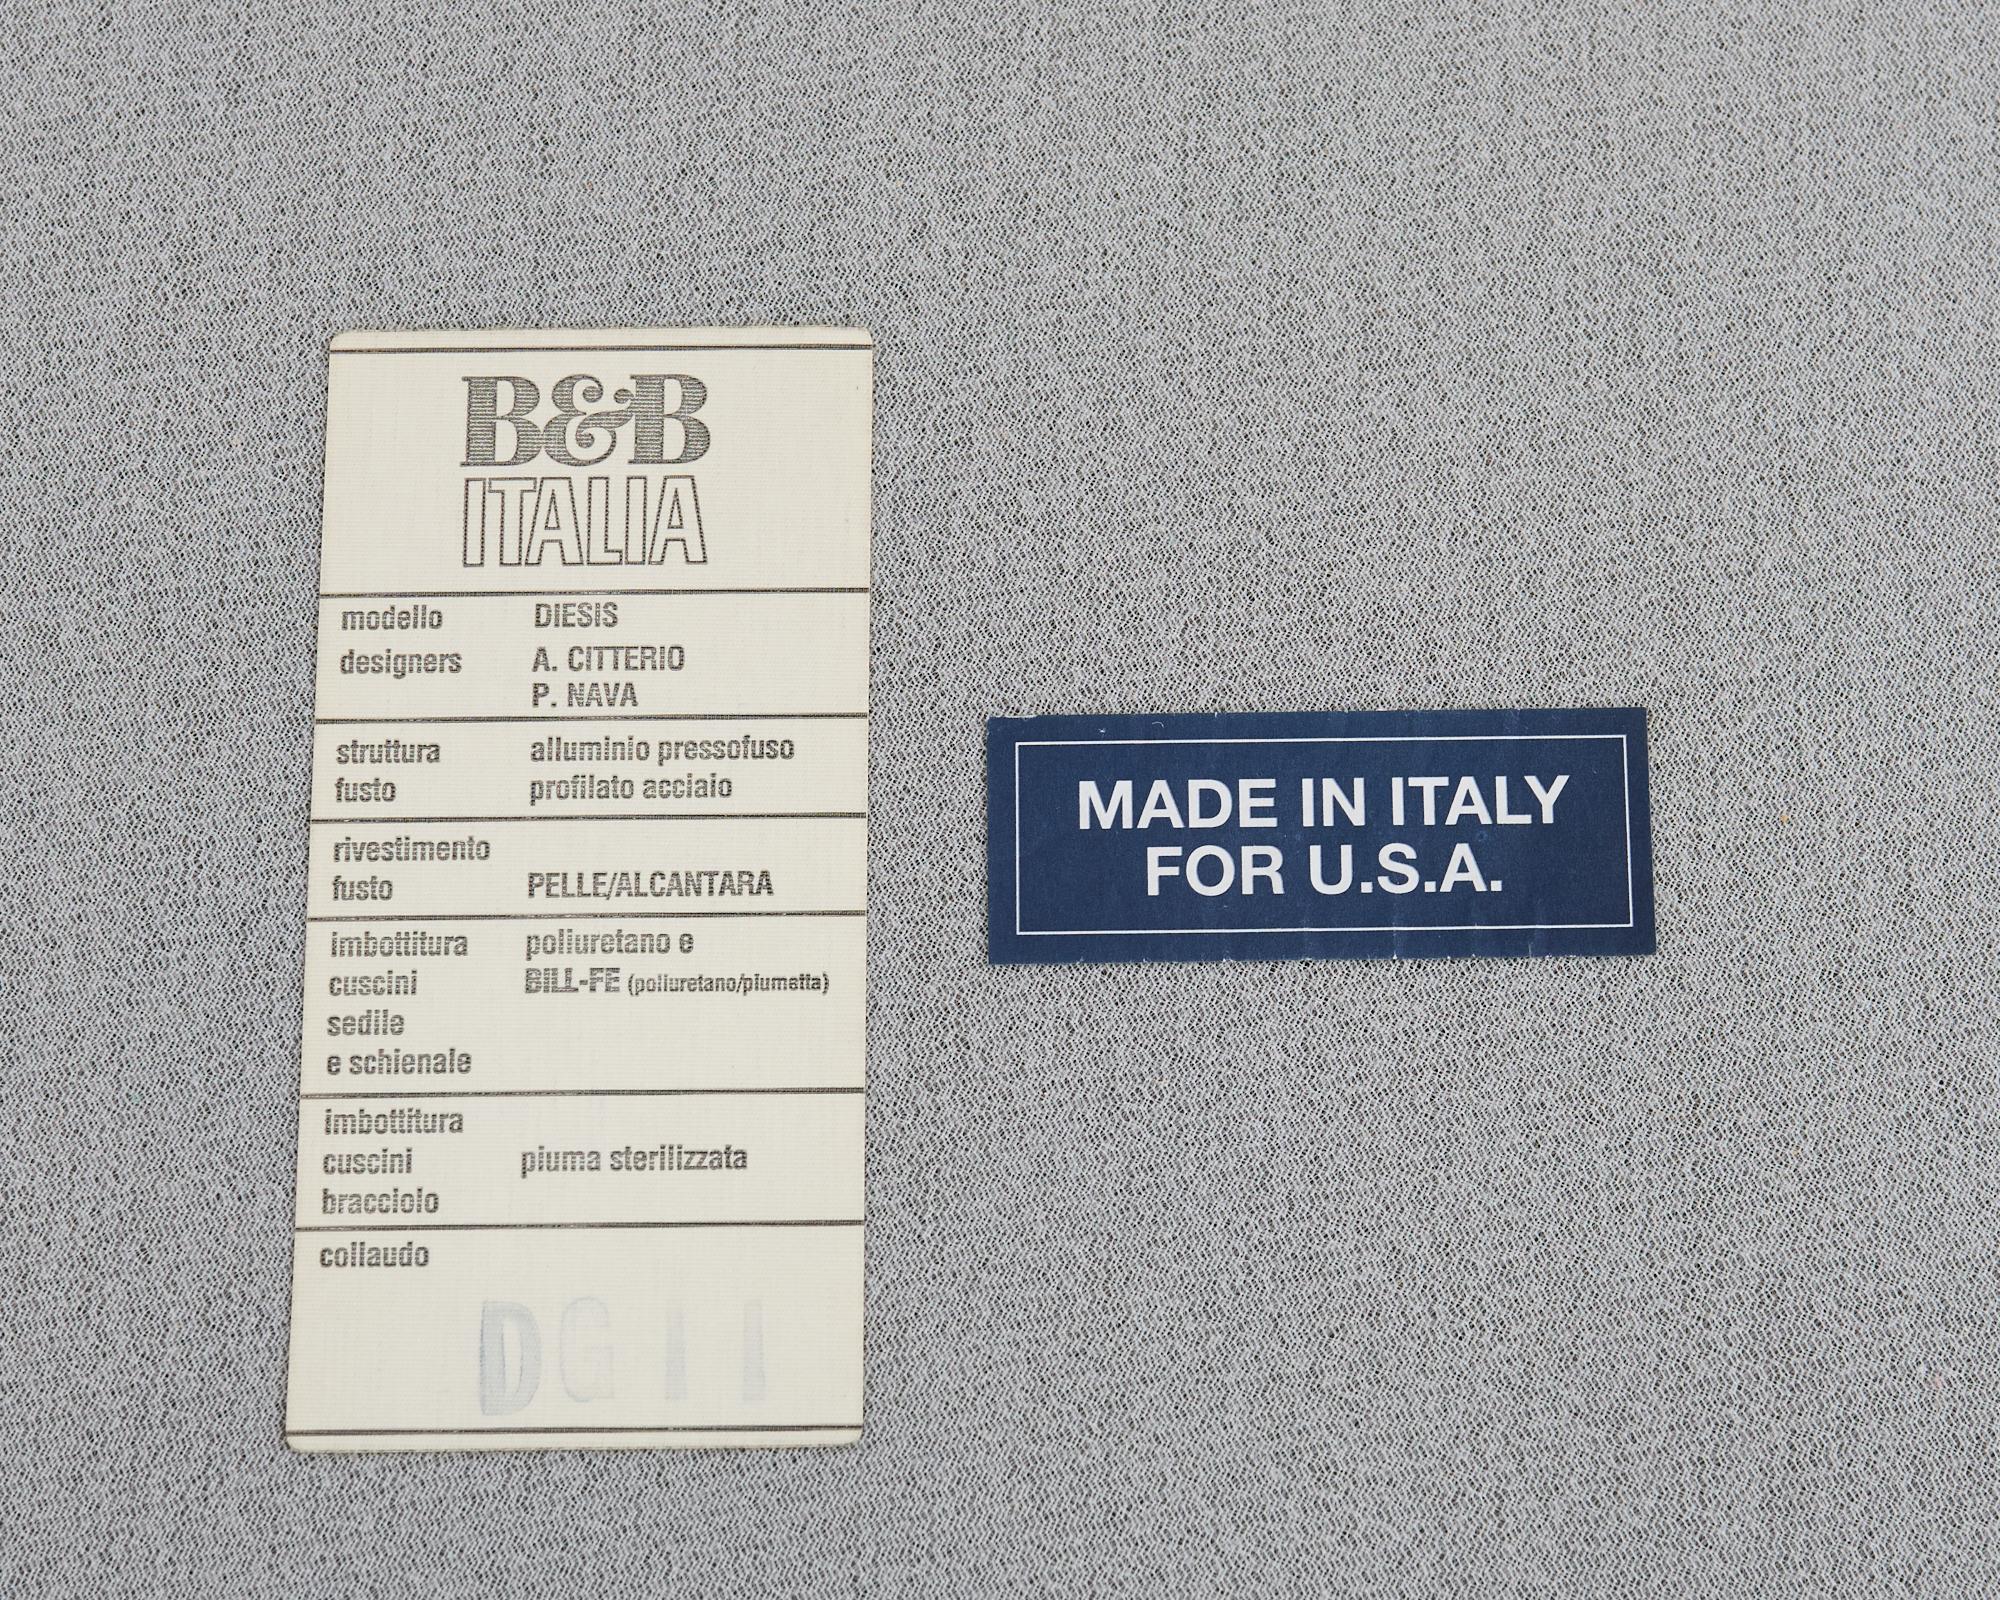 B&B
ITALIA
modello DIESIS
designers A. CITTERIO
P. NAVA
struttura alluminio pressofuso
fusto profilato acciaio
rivestimento
fusto PELLE/ALCANTARA
imbottitura poliuretano e
cuscini BILL-FE (poliuretano/piumetta)
sedile
e schienale
imbottitura
cuscini piuma sterilizzata
bracciolo
collaudo
DG11
MADE IN ITALY
FOR U.S.A.